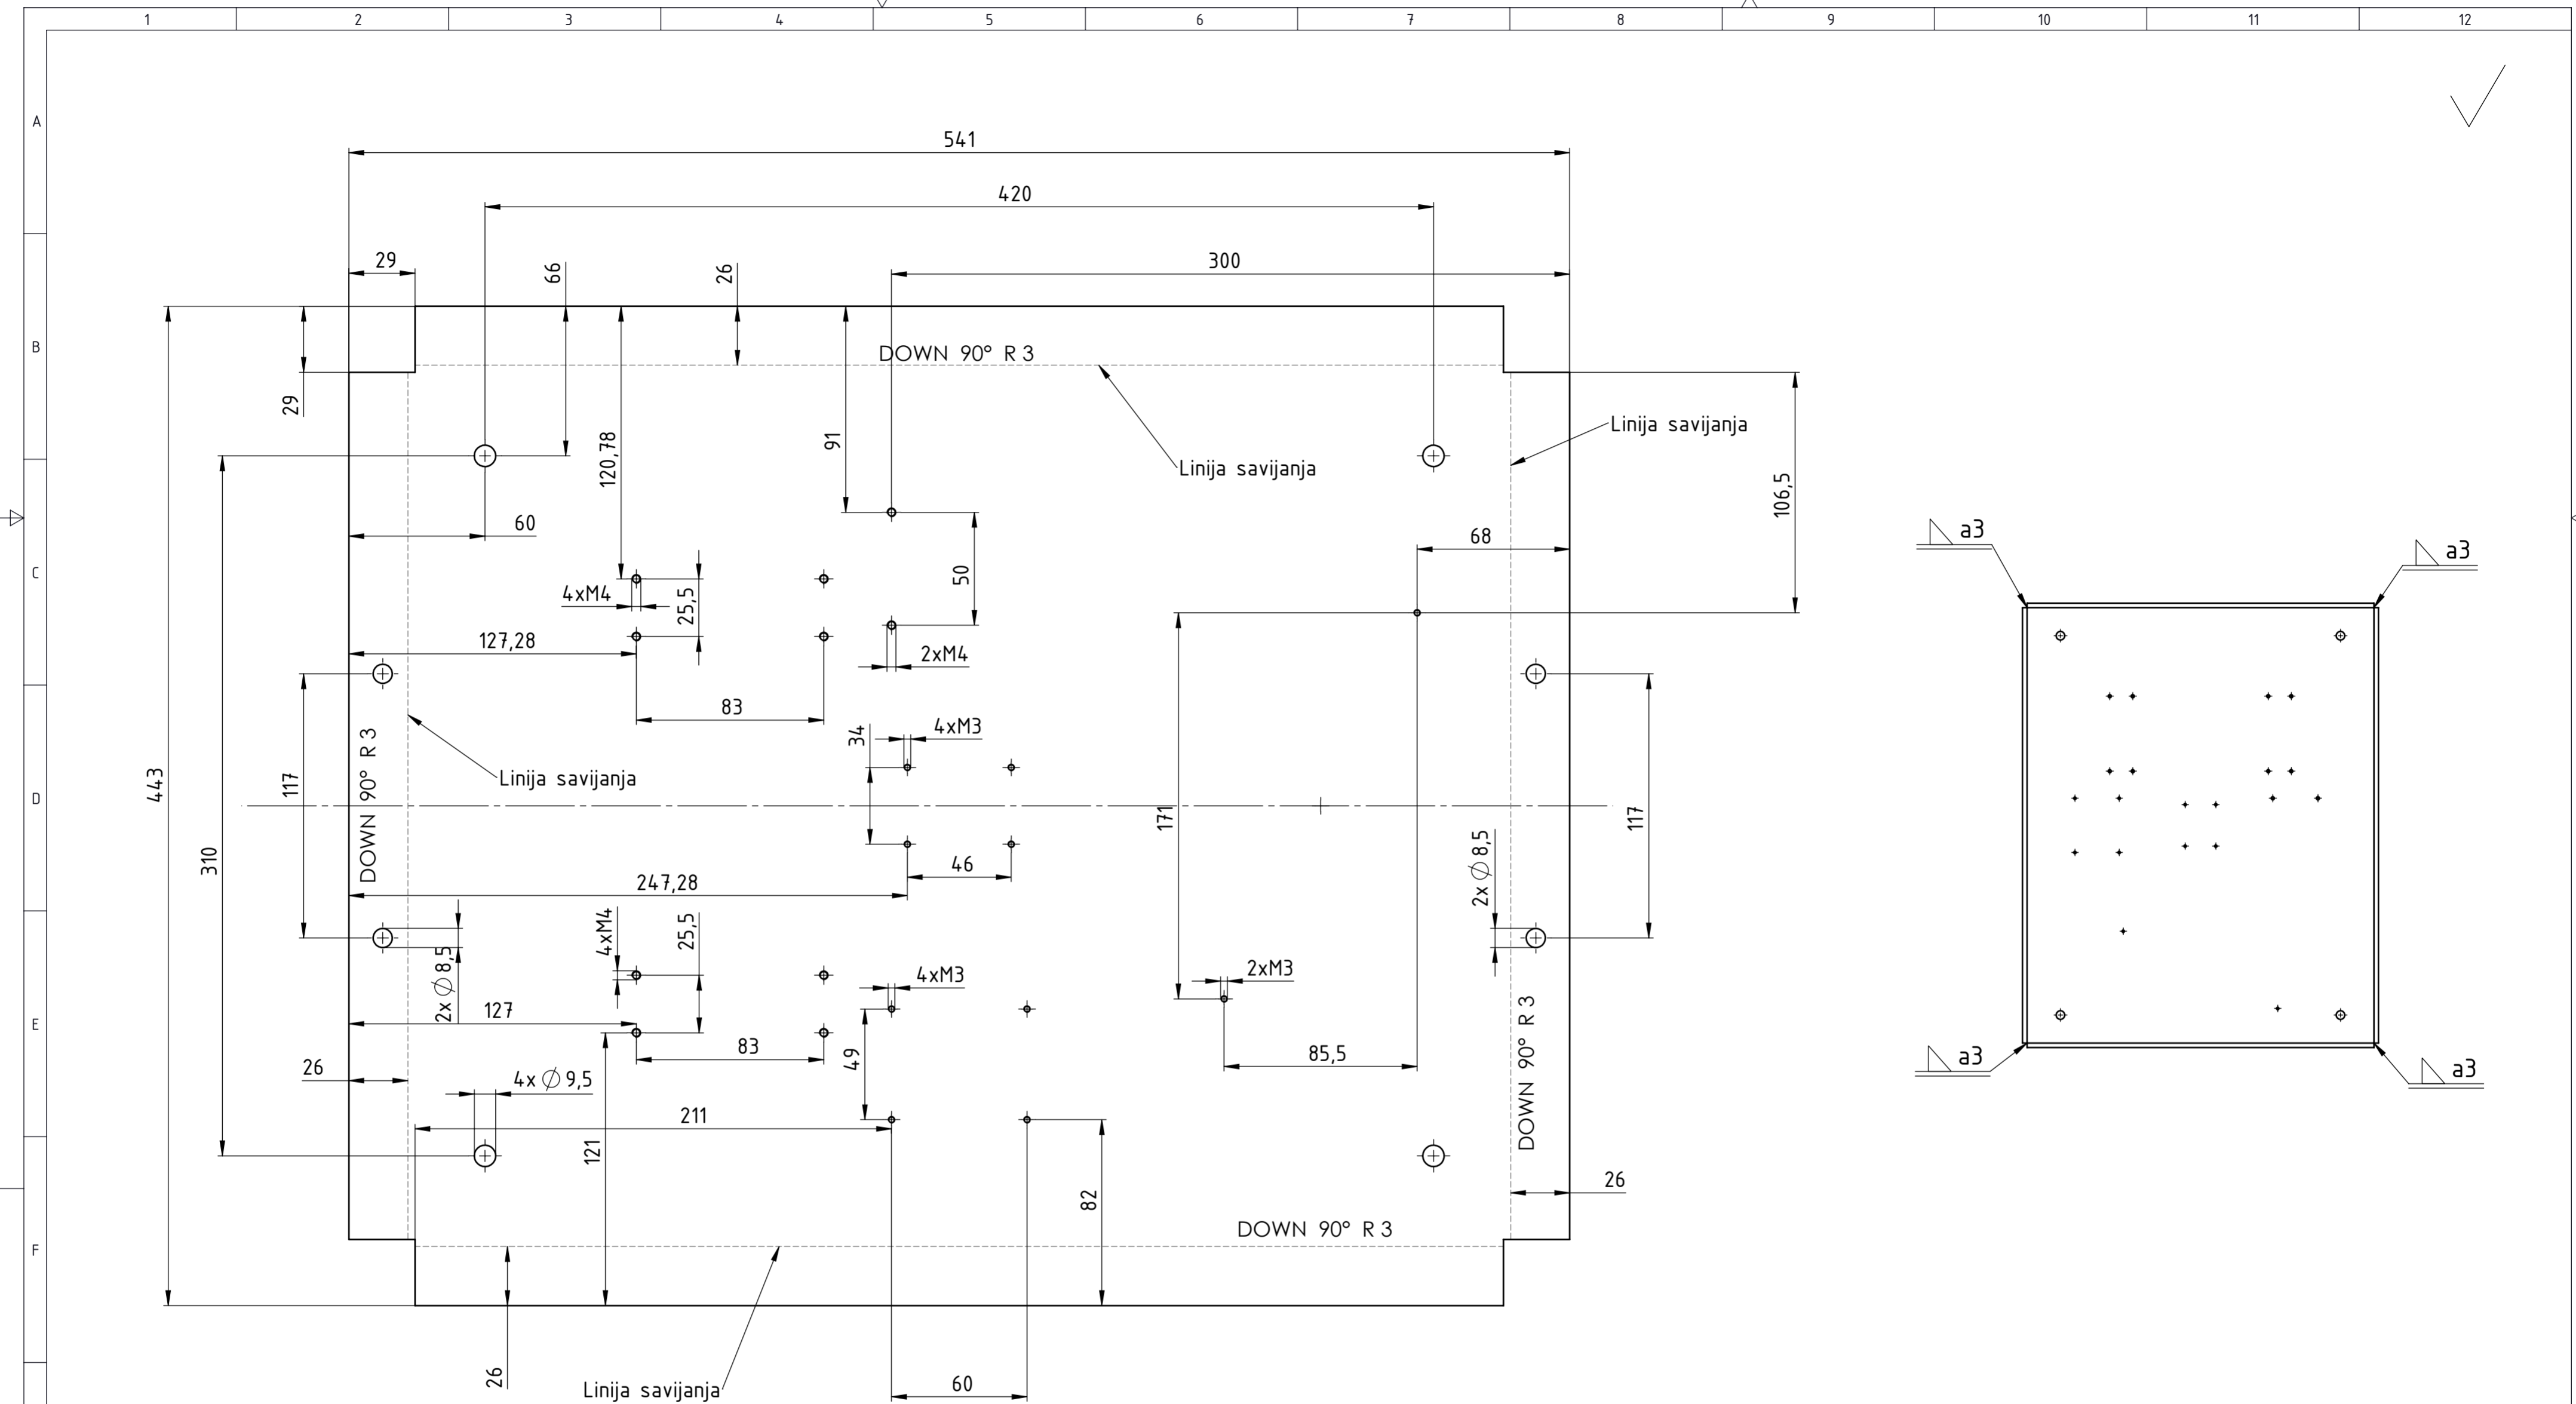 1 2 3 4 5 6 7 8 9 10 11 12
A
541
420
29
66
26
300
B
DOWN 90° R 3
29
120,78
91
Linija savijanja
Linija savijanja
106,5
60
68
a3
a3
C
4xM4
25,5
50
127,28
2xM4
83
34
4xM3
DOWN 90° R 3
Linija savijanja
443
117
D
171
117
310
46
2x Ø 8,5
247,28
4xM4
25,5
2x Ø 8,5
4xM3
2xM3
127
E
83
49
85,5
DOWN 90° R 3
a3
a3
26
4x Ø 9,5
211
121
82
26
DOWN 90° R 3
F
26
Linija savijanja
60